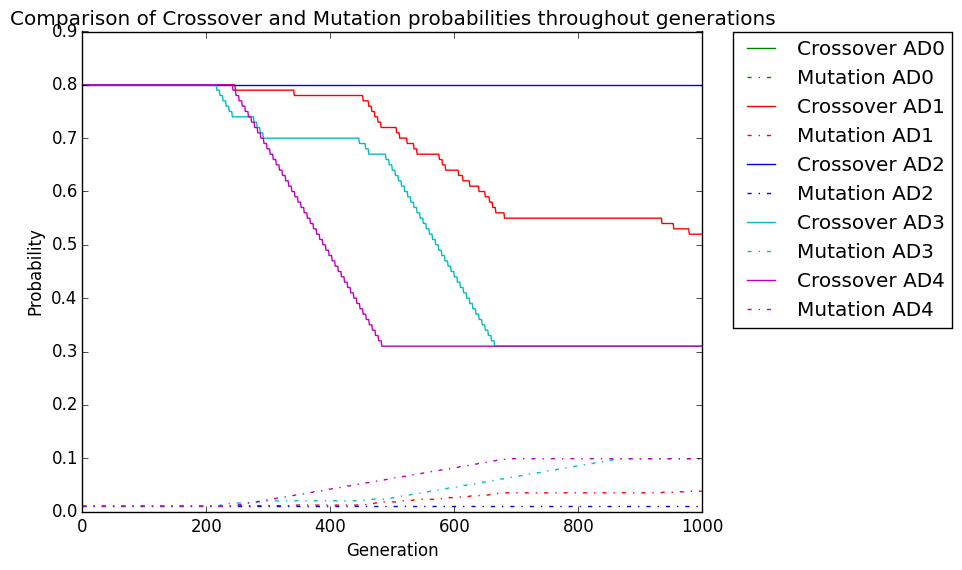 Comparison of Crossover and Mutation probabilities throughout generations
0.9
0.8
0.7
0.6
0.5
0.4
0.3
0.2
0.1
0.0
Probability
0 200 400 600 800 1000
Generation
Crossover AD0
Mutation AD0
Crossover AD1
Mutation AD1
Crossover AD2
Mutation AD2
Crossover AD3
Mutation AD3
Crossover AD4
Mutation AD4